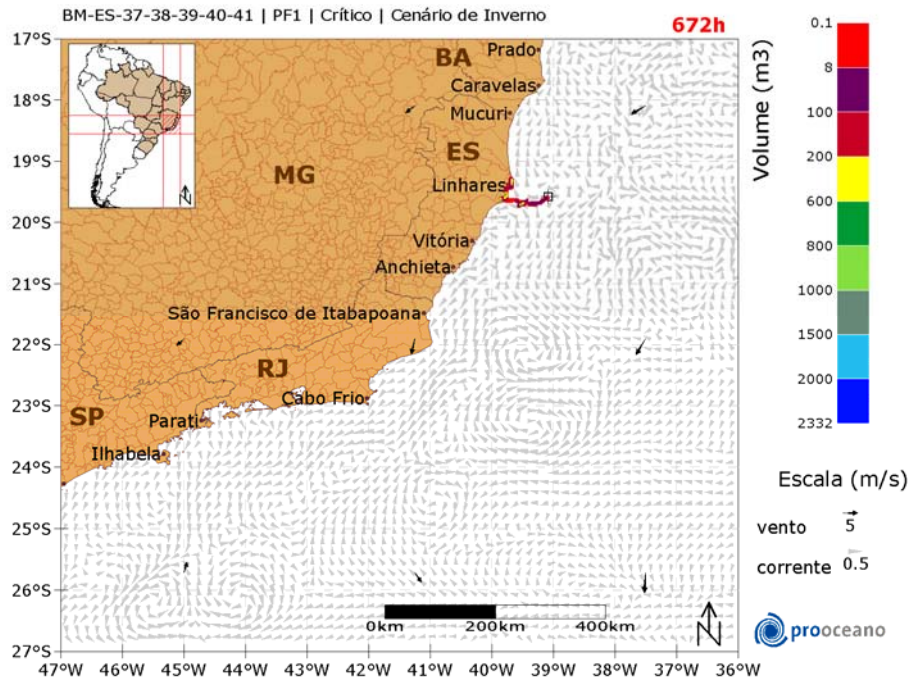 BM-ES-37-38-39-40-41 | PF1 | Crítico | Cenário de Inverno
672h
17°S
18°S
19°S
20°S
21°S
22°S
23°S
24°S
25°S
26°S
27°S
BA
Prado
Caravelas
Mucuri
ES
MG
Linhares
Vitória
Anchieta
São Francisco de Itabapoana
RJ
Cabo Frio
SP
Parati
Ilhabela
N
0km 200km 400km
N
47°W 46°W 45°W 44°W 43°W 42°W 41°W 40°W 39°W 38°W 37°W 36°W
Volume (m3)
0.1
8
100
200
600
800
1000
1500
2000
2332
Escala (m/s)
vento 5
corrente 0.5
prooceano